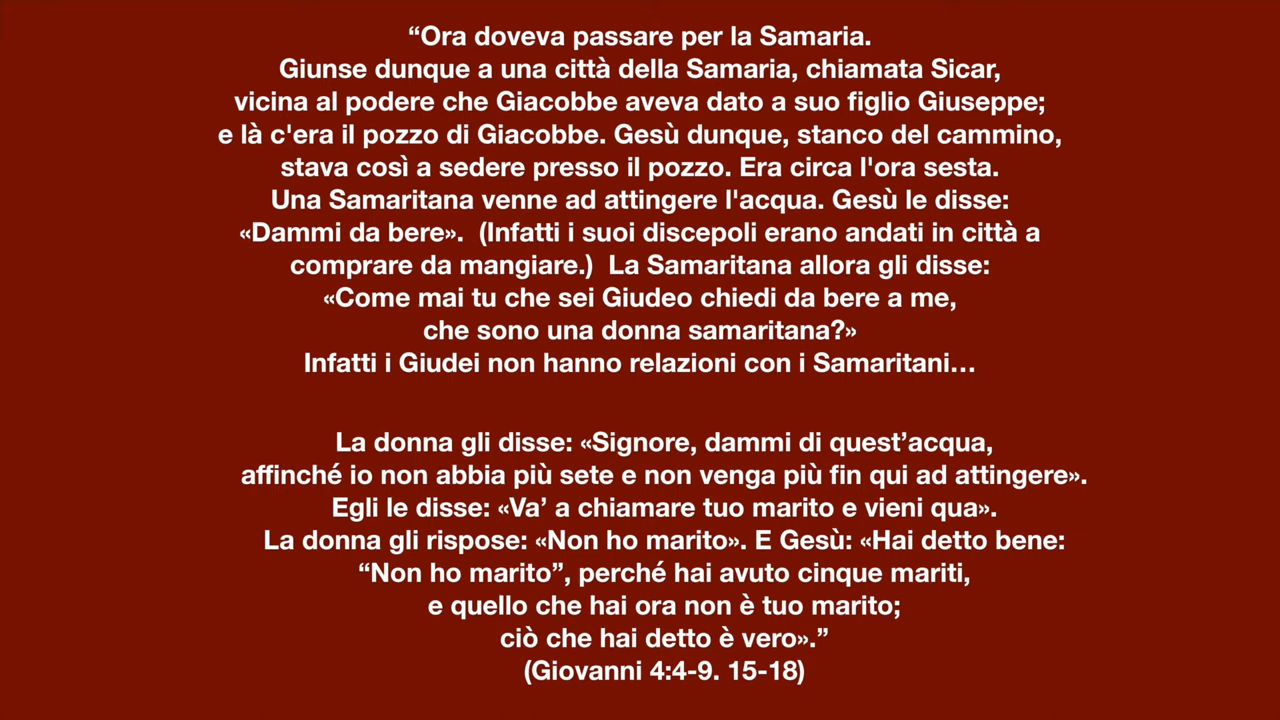 “Ora doveva passare per la Samaria.
Giunse dunque a una città della Samaria, chiamata Sicar,
vicina al podere che Giacobbe aveva dato a suo figlio Giuseppe;
e là c'era il pozzo di Giacobbe. Gesù dunque, stanco del cammino,
stava così a sedere presso il pozzo. Era circa l'ora sesta.
Una Samaritana venne ad attingere l'acqua. Gesù le disse:
«Dammi da bere».  (Infatti i suoi discepoli erano andati in città a
comprare da mangiare.)  La Samaritana allora gli disse:
«Come mai tu che sei Giudeo chiedi da bere a me,
che sono una donna samaritana?»
Infatti i Giudei non hanno relazioni con i Samaritani…
La donna gli disse: «Signore, dammi di quest’acqua,
affinché io non abbia più sete e non venga più fin qui ad attingere».
Egli le disse: «Va’ a chiamare tuo marito e vieni qua».
La donna gli rispose: «Non ho marito». E Gesù: «Hai detto bene:
“Non ho marito”, perché hai avuto cinque mariti,
e quello che hai ora non è tuo marito;
ciò che hai detto è vero».”
(Giovanni 4:4-9. 15-18)